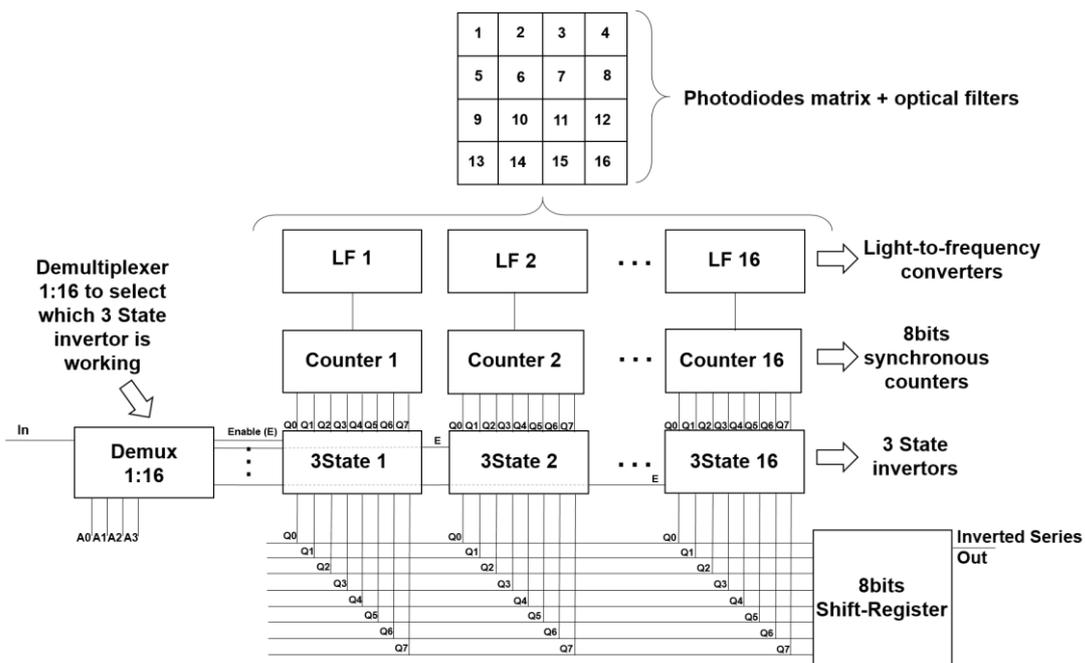 1 2 3 4
5 6 7 8
9 10 11 12
13 14 15 16
Photodiodes matrix + optical filters
LF 1
LF 2
...
LF 16
Light-to-frequency
converters
Demultiplexer
1:16 to select
which 3 State
invertor is
working
Counter 1
Counter 2
...
Counter 16
8bits
synchronous
counters
Q0 Q1 Q2 Q3 Q4 Q5 Q6 Q7
Q0 Q1 Q2 Q3 Q4 Q5 Q6 Q7
Q0 Q1 Q2 Q3 Q4 Q5 Q6 Q7
In
Demux
1:16
A0 A1 A2 A3
Enable (E)
3State 1
E
3State 2
...
E
3State 16
3 State
invertors
Q0
Q1
Q2
Q3
Q4
Q5
Q6
Q7
Q0
Q1
Q2
Q3
Q4
Q5
Q6
Q7
Q0
Q1
Q2
Q3
Q4
Q5
Q6
Q7
8bits
Shift-Register
Inverted Series
Out